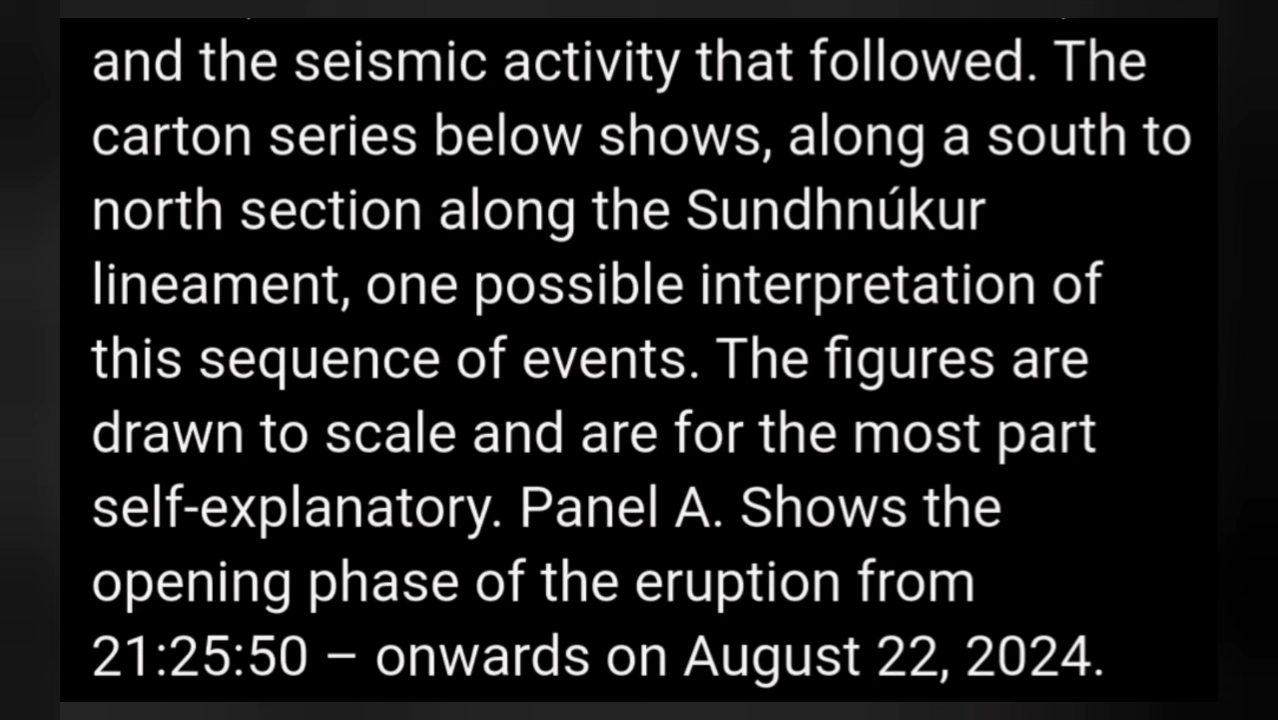 and the seismic activity that followed. The
carton series below shows, along a south to
north section along the Sundhnúkur
lineament, one possible interpretation of
this sequence of events. The figures are
drawn to scale and are for the most part
self-explanatory. Panel A. Shows the
opening phase of the eruption from
21:25:50 – onwards on August 22, 2024.